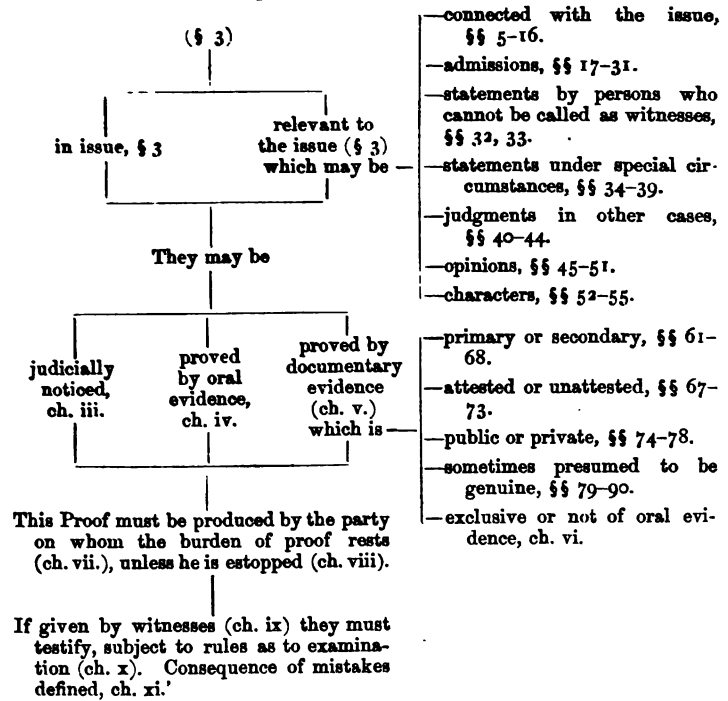 (§ 3)
in issue, § 3
relevant to
the issue (§ 3)
which may be
connected with the issue,
§§ 5–16.
admissions, §§ 17–31.
statements by persons who
cannot be called as witnesses,
§§ 32, 33.
statements under special cir-
cumstances, §§ 34–39.
judgments in other cases,
§§ 40–44.
opinions, §§ 45–51.
characters, §§ 52–55.
They may be
judicially
noticed,
ch. iii.
proved
by oral
evidence,
ch. iv.
proved by
documentary
evidence
(ch. v.)
which is
primary or secondary, §§ 61–
68.
attested or unattested, §§ 67–
73.
public or private, §§ 74–78.
sometimes presumed to be
genuine, §§ 79–90.
exclusive or not of oral evi-
dence, ch. vi.
This Proof must be produced by the party
on whom the burden of proof rests
(ch. vii.), unless he is estopped (ch. viii).
If given by witnesses (ch. ix) they must
testify, subject to rules as to examina-
tion (ch. x). Consequence of mistakes
defined, ch. xi.'